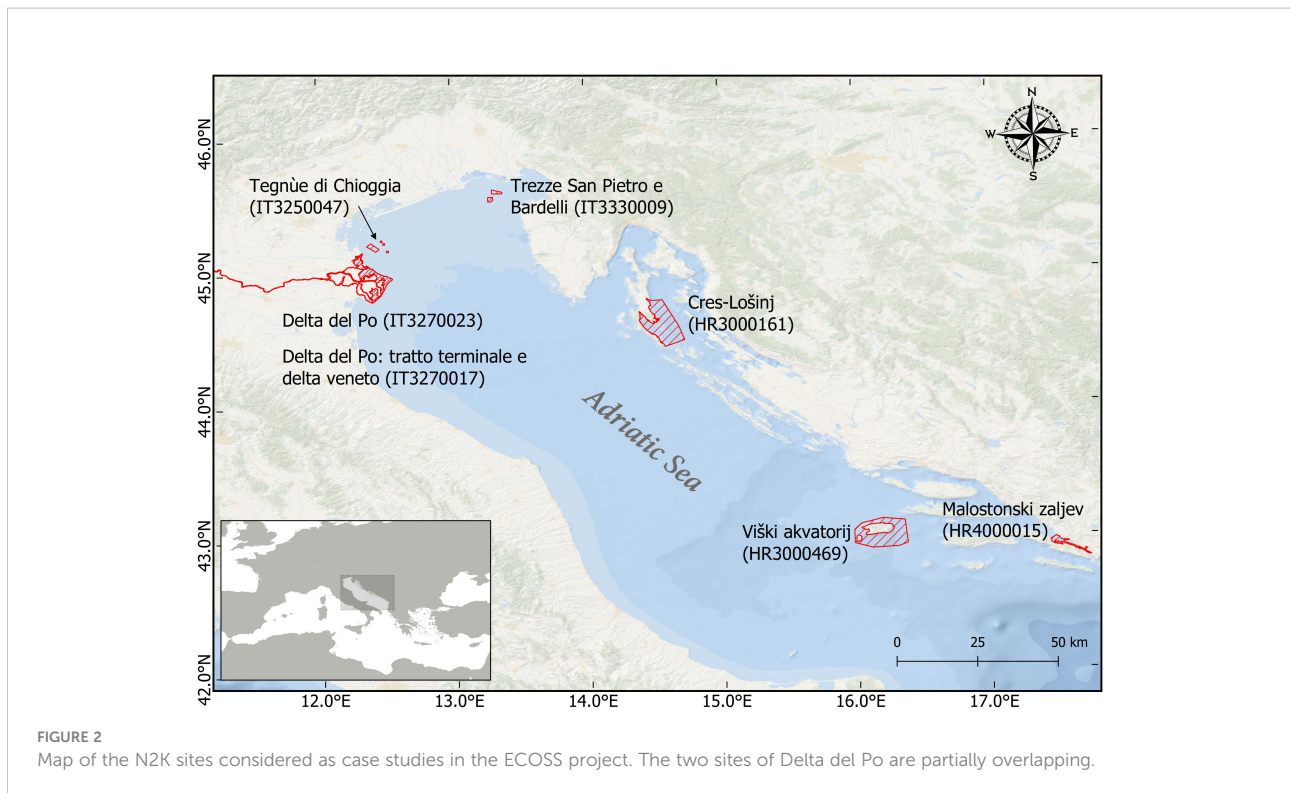 N
W
E
S
46.0°N
45.0°N
44.0°N
43.0°N
42.0°N
Tegnùe di Chioggia
(IT3250047)
Trezze San Pietro e
Bardelli (IT3330009)
Delta del Po (IT3270023)
Delta del Po: tratto terminale e
delta veneto (IT3270017)
Cres-Lošinj
(HR3000161)
Adriatic Sea
Viški akvatorij
(HR3000469)
Malostonski zaljev
(HR4000015)
0 25 50 km
12.0°E 13.0°E 14.0°E 15.0°E 16.0°E 17.0°E
FIGURE 2
Map of the N2K sites considered as case studies in the ECOSS project. The two sites of Delta del Po are partially overlapping.